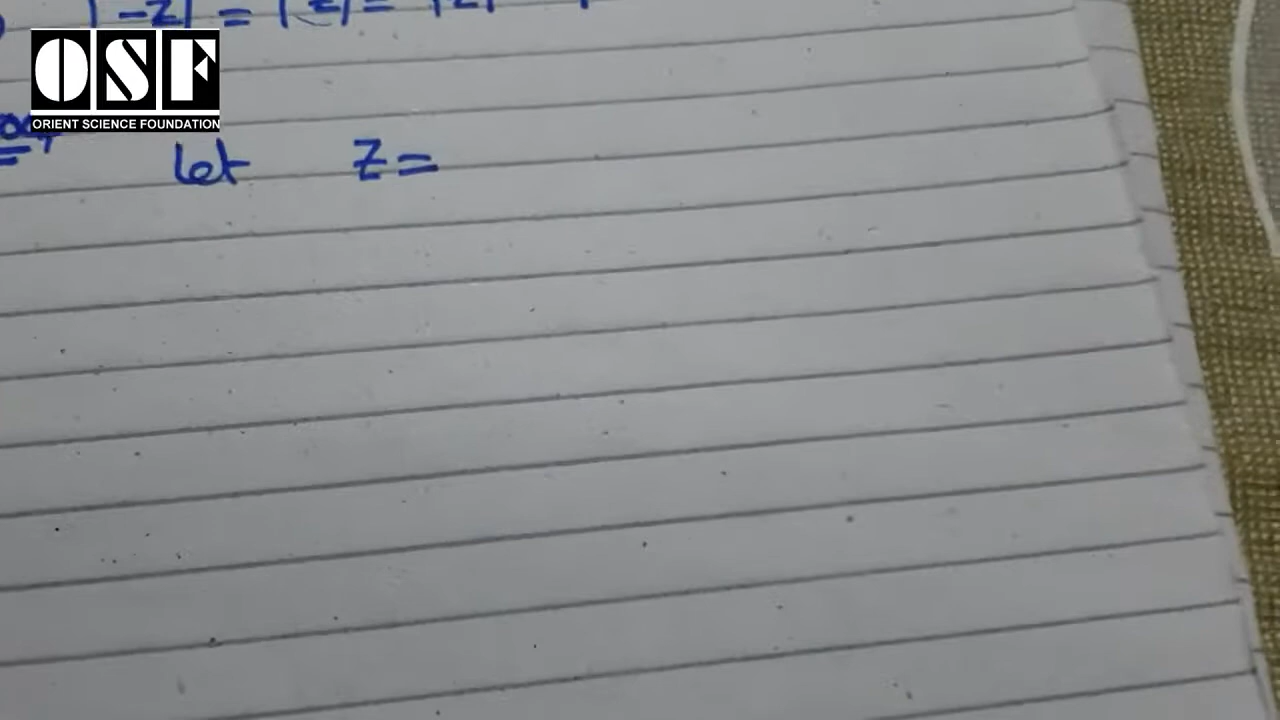 |-z| = |z| = |z|
OSF
ORIENT SCIENCE FOUNDATION
Let z =